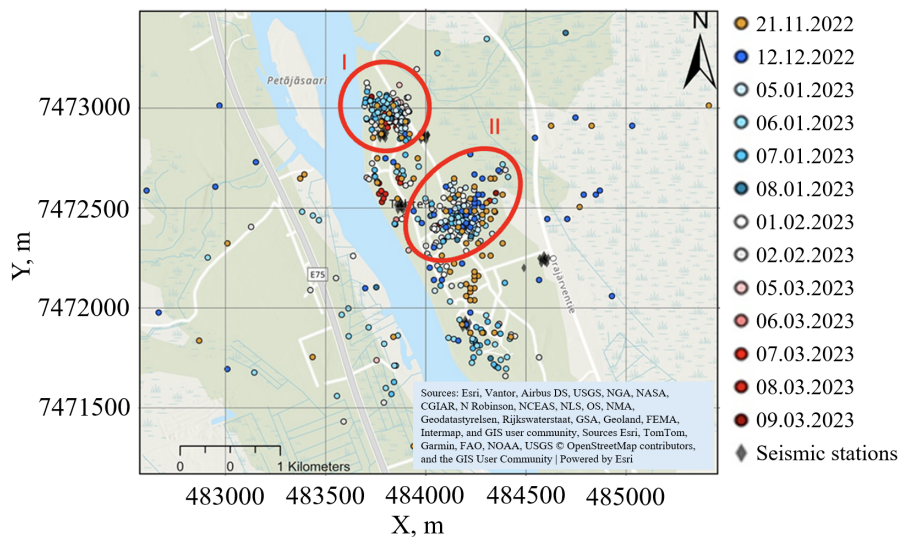 N
21.11.2022
12.12.2022
05.01.2023
06.01.2023
07.01.2023
08.01.2023
01.02.2023
02.02.2023
05.03.2023
06.03.2023
07.03.2023
08.03.2023
09.03.2023
Seismic stations
I
II
Petäjäsaari
E75
Orajärventie
Y, m
7473000
7472500
7472000
7471500
Sources: Esri, Vantor, Airbus DS, USGS, NGA, NASA,
CGIAR, N Robinson, NCEAS, NLS, OS, NMA,
Geodatastyrelsen, Rijkswaterstaat, GSA, Geoland, FEMA,
Intermap, and GIS user community, Sources Esri, TomTom,
Garmin, FAO, NOAA, USGS © OpenStreetMap contributors,
and the GIS User Community | Powered by Esri
0 0 1 Kilometers
483000 483500 484000 484500 485000
X, m